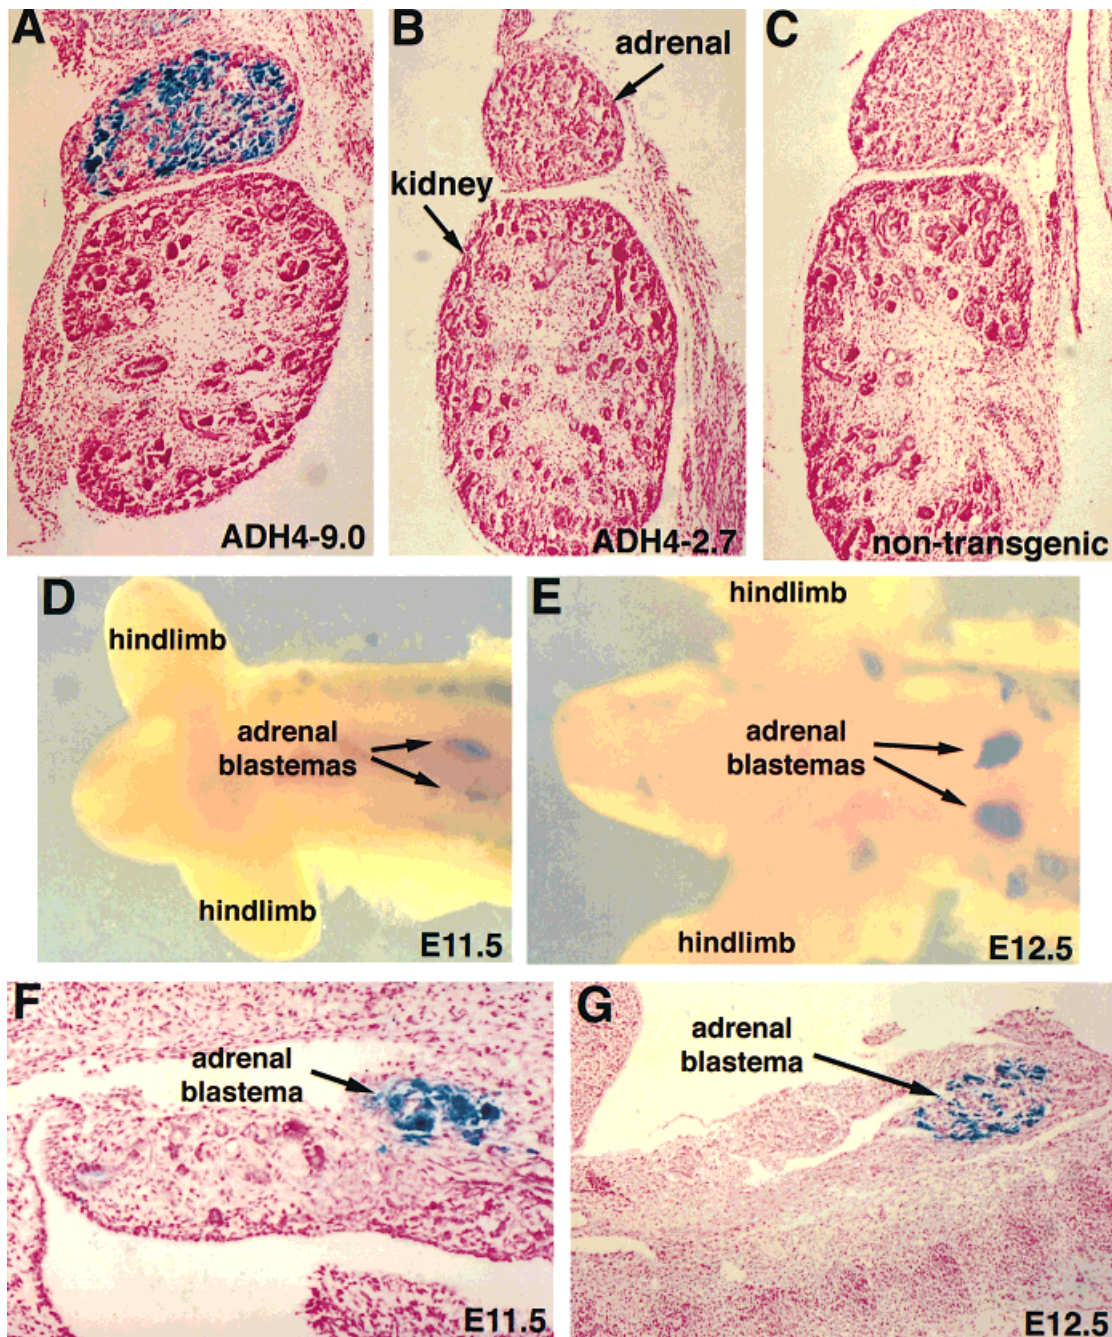 A
B
adrenal
C
kidney
ADH4-9.0
ADH4-2.7
non-transgenic
D
hindlimb
adrenal
blastemas
hindlimb
E11.5
E
hindlimb
adrenal
blastemas
hindlimb
E12.5
F
adrenal
blastema
E11.5
G
adrenal
blastema
E12.5